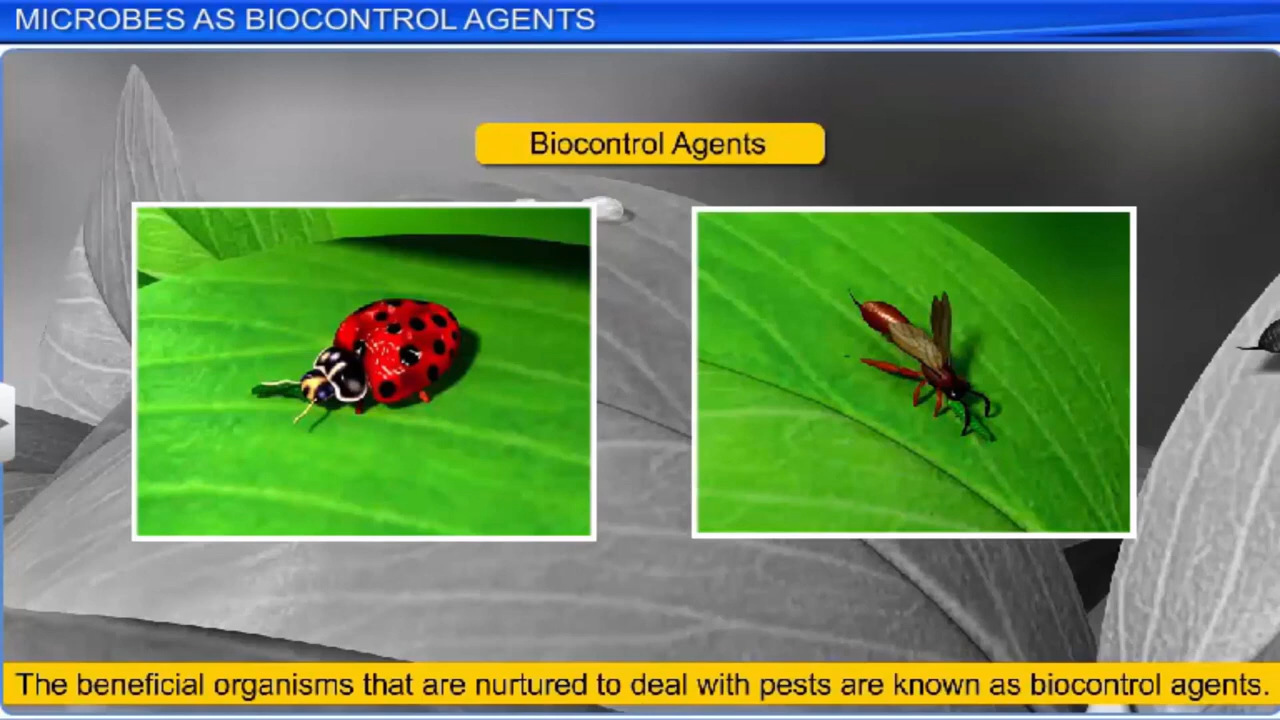 MICROBES AS BIOCONTROL AGENTS
Biocontrol Agents
The beneficial organisms that are nurtured to deal with pests are known as biocontrol agents.